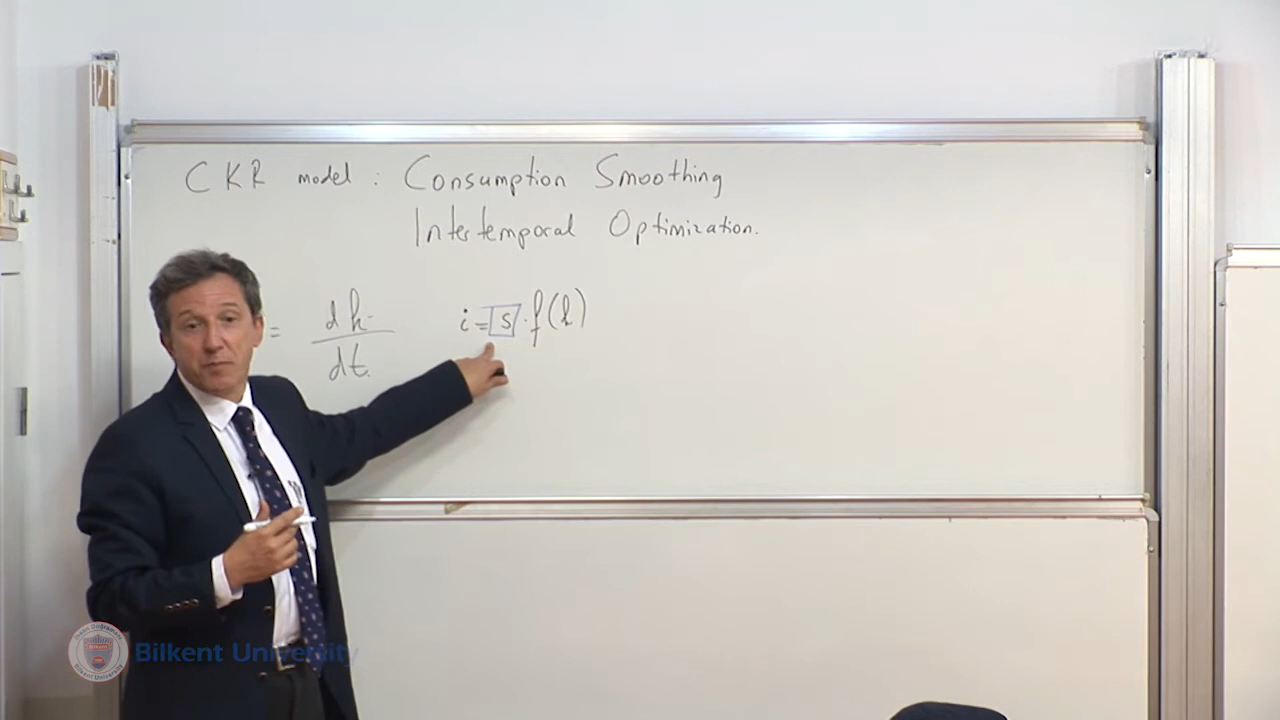 CKR model : Consumption Smoothing
Intertemporal Optimization.
= dk/dt. i = s . f(k)
Bilkent University